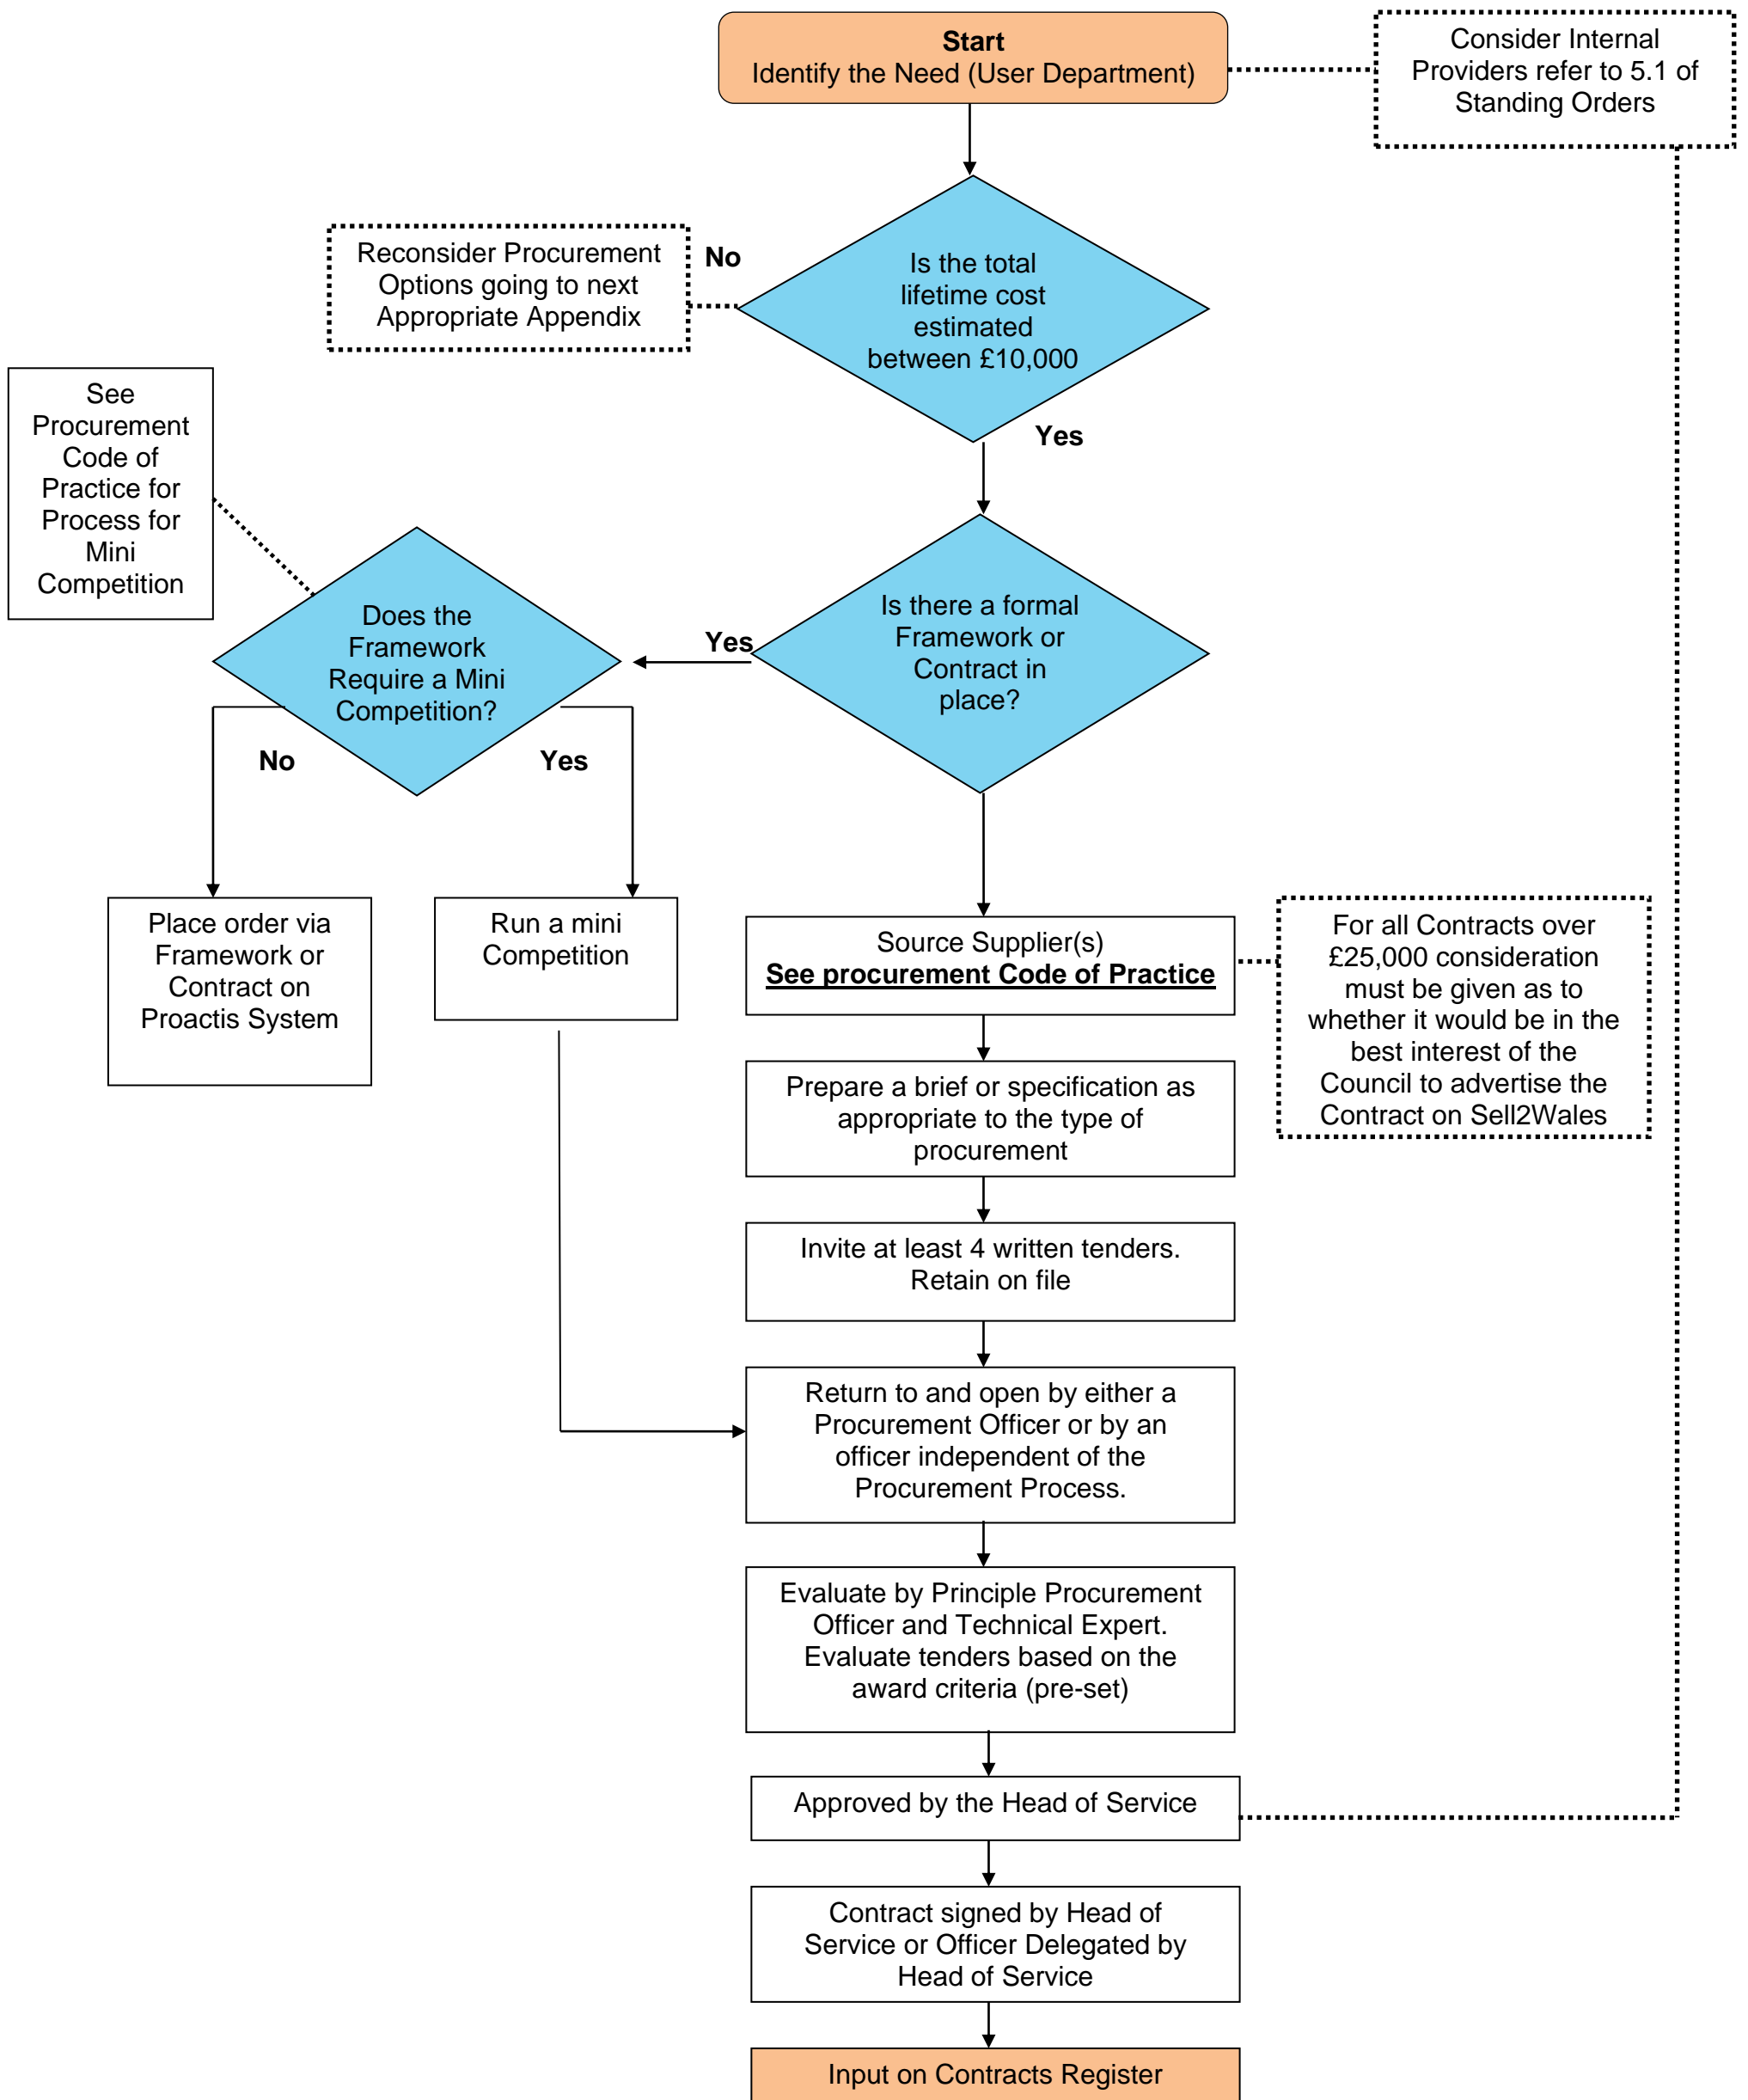 Start
Identify the Need (User Department)
Consider Internal
Providers refer to 5.1 of
Standing Orders
Reconsider Procurement
Options going to next
Appropriate Appendix
No
Is the total
lifetime cost
estimated
between £10,000
Yes
See
Procurement
Code of
Practice for
Process for
Mini
Competition
Does the
Framework
Require a Mini
Competition?
Yes
Is there a formal
Framework or
Contract in
place?
No
Yes
Place order via
Framework or
Contract on
Proactis System
Run a mini
Competition
Source Supplier(s)
See procurement Code of Practice
For all Contracts over
£25,000 consideration
must be given as to
whether it would be in the
best interest of the
Council to advertise the
Contract on Sell2Wales
Prepare a brief or specification as
appropriate to the type of
procurement
Invite at least 4 written tenders.
Retain on file
Return to and open by either a
Procurement Officer or by an
officer independent of the
Procurement Process.
Evaluate by Principle Procurement
Officer and Technical Expert.
Evaluate tenders based on the
award criteria (pre-set)
Approved by the Head of Service
Contract signed by Head of
Service or Officer Delegated by
Head of Service
Input on Contracts Register